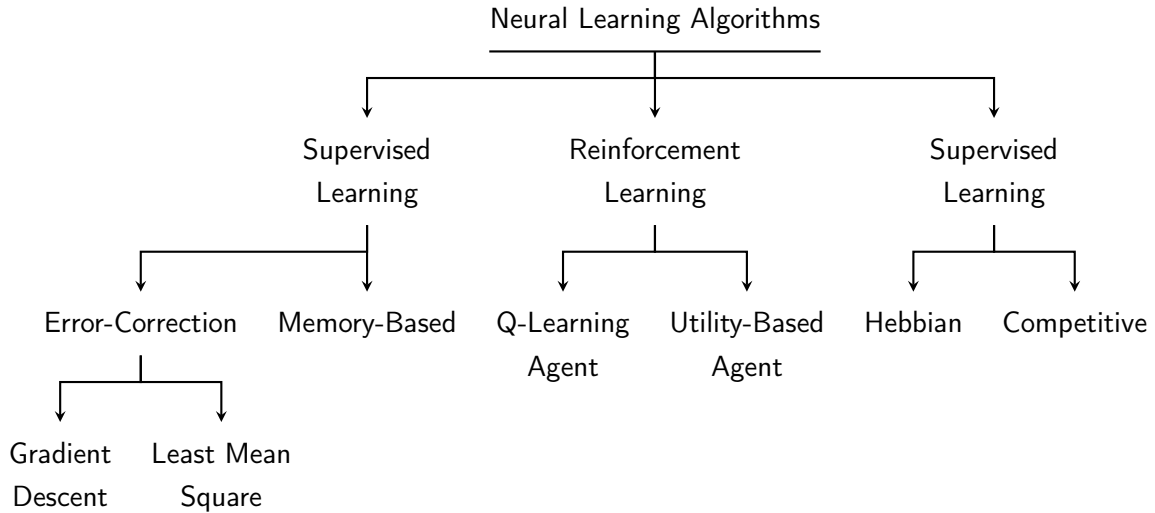 Neural Learning Algorithms
Supervised
Learning
Reinforcement
Learning
Supervised
Learning
Error-Correction
Memory-Based
Q-Learning
Agent
Utility-Based
Agent
Hebbian
Competitive
Gradient
Descent
Least Mean
Square